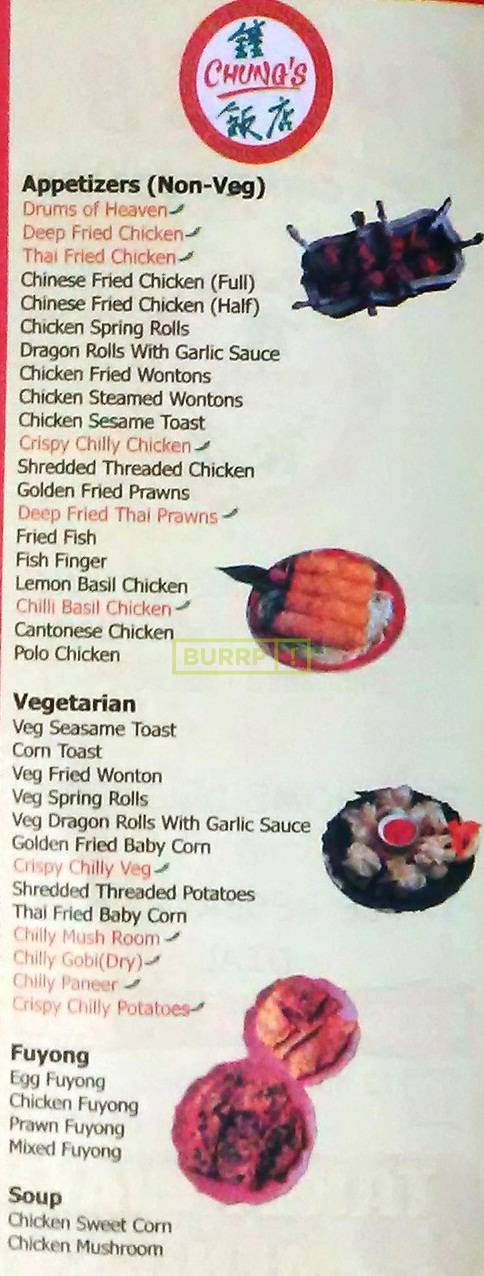 鍾
CHUNG'S
飯店
Appetizers (Non-Veg)
Drums of Heaven
Deep Fried Chicken
Thai Fried Chicken
Chinese Fried Chicken (Full)
Chinese Fried Chicken (Half)
Chicken Spring Rolls
Dragon Rolls With Garlic Sauce
Chicken Fried Wontons
Chicken Steamed Wontons
Chicken Sesame Toast
Crispy Chilly Chicken
Shredded Threaded Chicken
Golden Fried Prawns
Deep Fried Thai Prawns
Fried Fish
Fish Finger
Lemon Basil Chicken
Chilli Basil Chicken
Cantonese Chicken
Polo Chicken
BURRP!
Vegetarian
Veg Seasame Toast
Corn Toast
Veg Fried Wonton
Veg Spring Rolls
Veg Dragon Rolls With Garlic Sauce
Golden Fried Baby Corn
Crispy Chilly Veg
Shredded Threaded Potatoes
Thai Fried Baby Corn
Chilly Mush Room
Chilly Gobi(Dry)
Chilly Paneer
Crispy Chilly Potatoes
Fuyong
Egg Fuyong
Chicken Fuyong
Prawn Fuyong
Mixed Fuyong
Soup
Chicken Sweet Corn
Chicken Mushroom